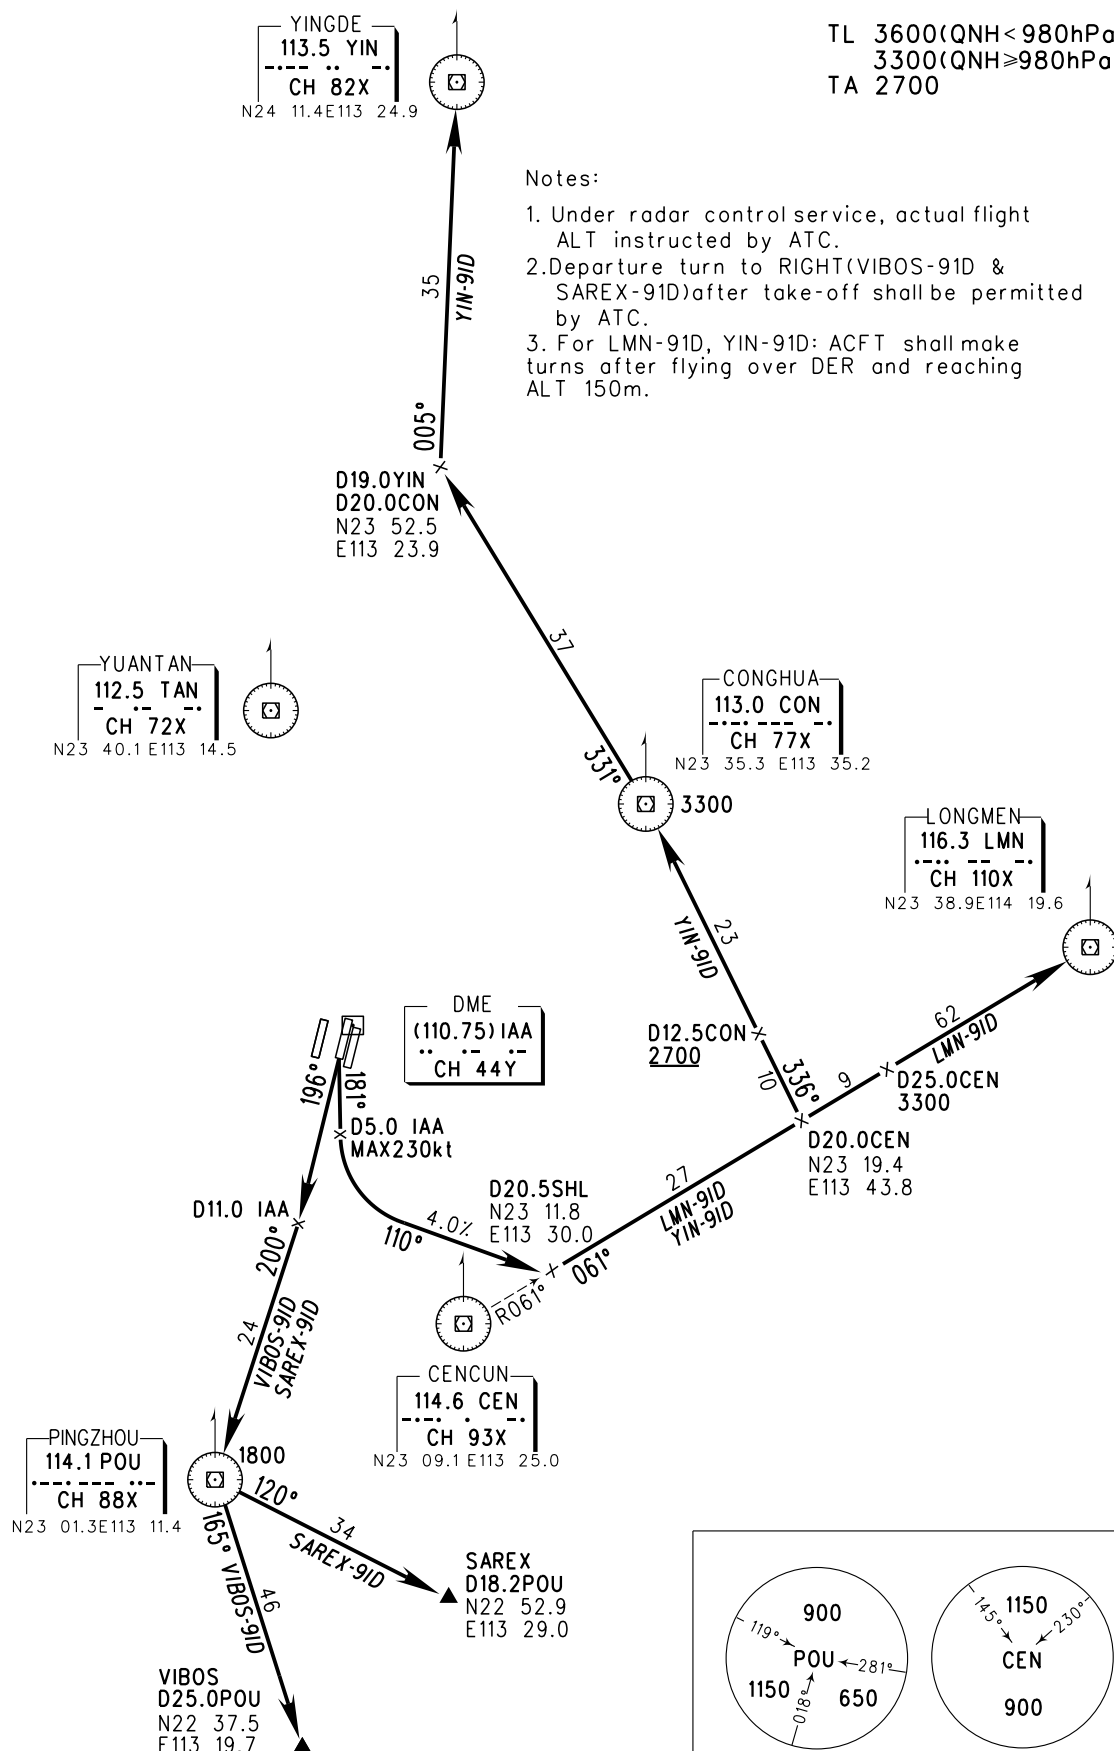 YINGDE
113.5 YIN
CH 82X
N24 11.4E113 24.9
TL 3600(QNH<980hPa
3300(QNH≥980hPa
TA 2700
Notes:
1. Under radar control service, actual flight
ALT instructed by ATC.
2.Departure turn to RIGHT(VIBOS-91D &
SAREX-91D)after take-off shall be permitted
by ATC.
3. For LMN-91D, YIN-91D: ACFT shall make
turns after flying over DER and reaching
ALT 150m.
35
YIN-91D
005°
D19.0YIN
D20.0CON
N23 52.5
E113 23.9
37
YUANTAN
112.5 TAN
CH 72X
N23 40.1 E113 14.5
CONGHUA
113.0 CON
CH 77X
N23 35.3 E113 35.2
331°
3300
LONGMEN
116.3 LMN
CH 110X
N23 38.9E114 19.6
23
YIN-91D
DME
(110.75) IAA
CH 44Y
D12.5CON
2700
62
LMN-91D
196°
181°
10
336°
9
D25.0CEN
3300
D5.0 IAA
MAX230kt
D20.0CEN
N23 19.4
E113 43.8
D11.0 IAA
D20.5SHL
N23 11.8
E113 30.0
27
LMN-91D
YIN-91D
200°
110°
4.0%
061°
R061°
24
VIBOS-91D
SAREX-91D
CENCUN
114.6 CEN
CH 93X
N23 09.1 E113 25.0
PINGZHOU
114.1 POU
CH 88X
N23 01.3E113 11.4
1800
120°
165°
VIBOS-91D
46
34
SAREX-91D
SAREX
D18.2POU
N22 52.9
E113 29.0
VIBOS
D25.0POU
N22 37.5
E113 19.7
900
119°
POU
281°
1150
018°
650
1150
145°
230°
CEN
900